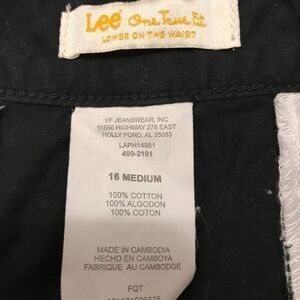 Lee One True Fit
LOWER ON THE WAIST
VF JEANSWEAR, INC
11550 HIGHWAY 278 EAST
HOLLY POND, AL 35083
LAPH14981
499-2101
16 MEDIUM
100% COTTON
100% ALGODON
100% COTON
MADE IN CAMBODIA
HECHO EN CAMBOYA
FABRIQUE AU CAMBODGE
FQT